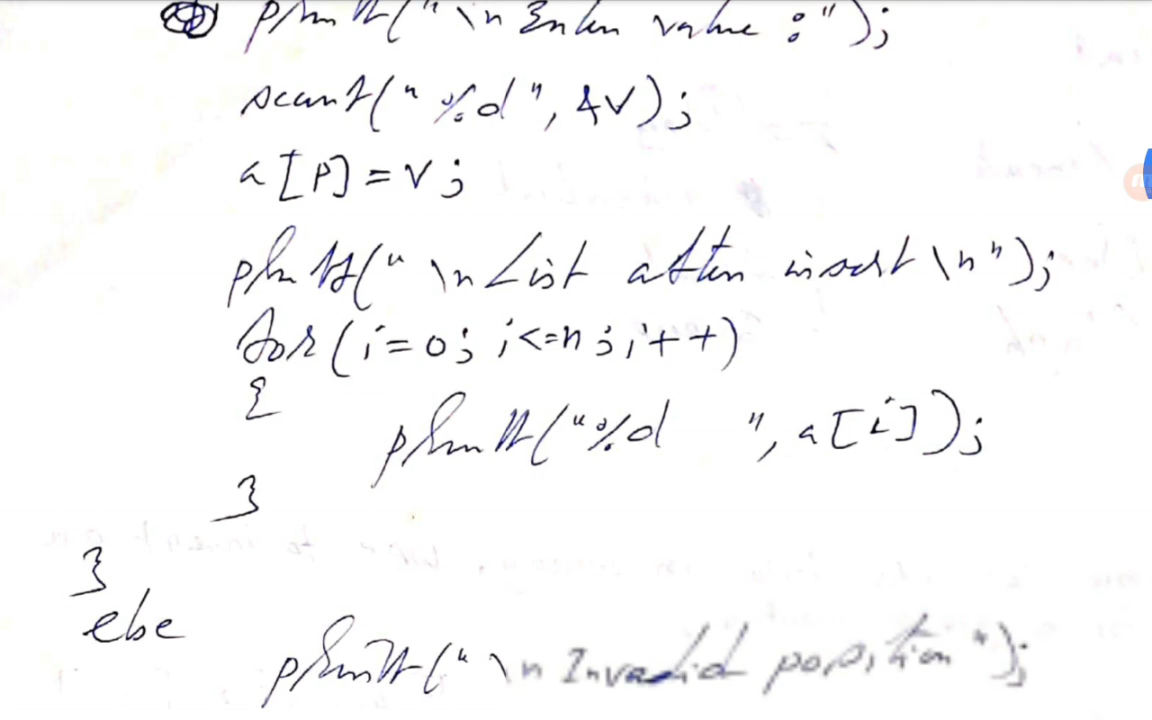 printf("\n Enter value :");
scanf("%d", &v);
a[p]=v;
printf("\n List after insert \n");
for(i=0; i<=n; i++)
{
printf("%d ", a[i]);
}
}
else
printf("\n Invalid position");